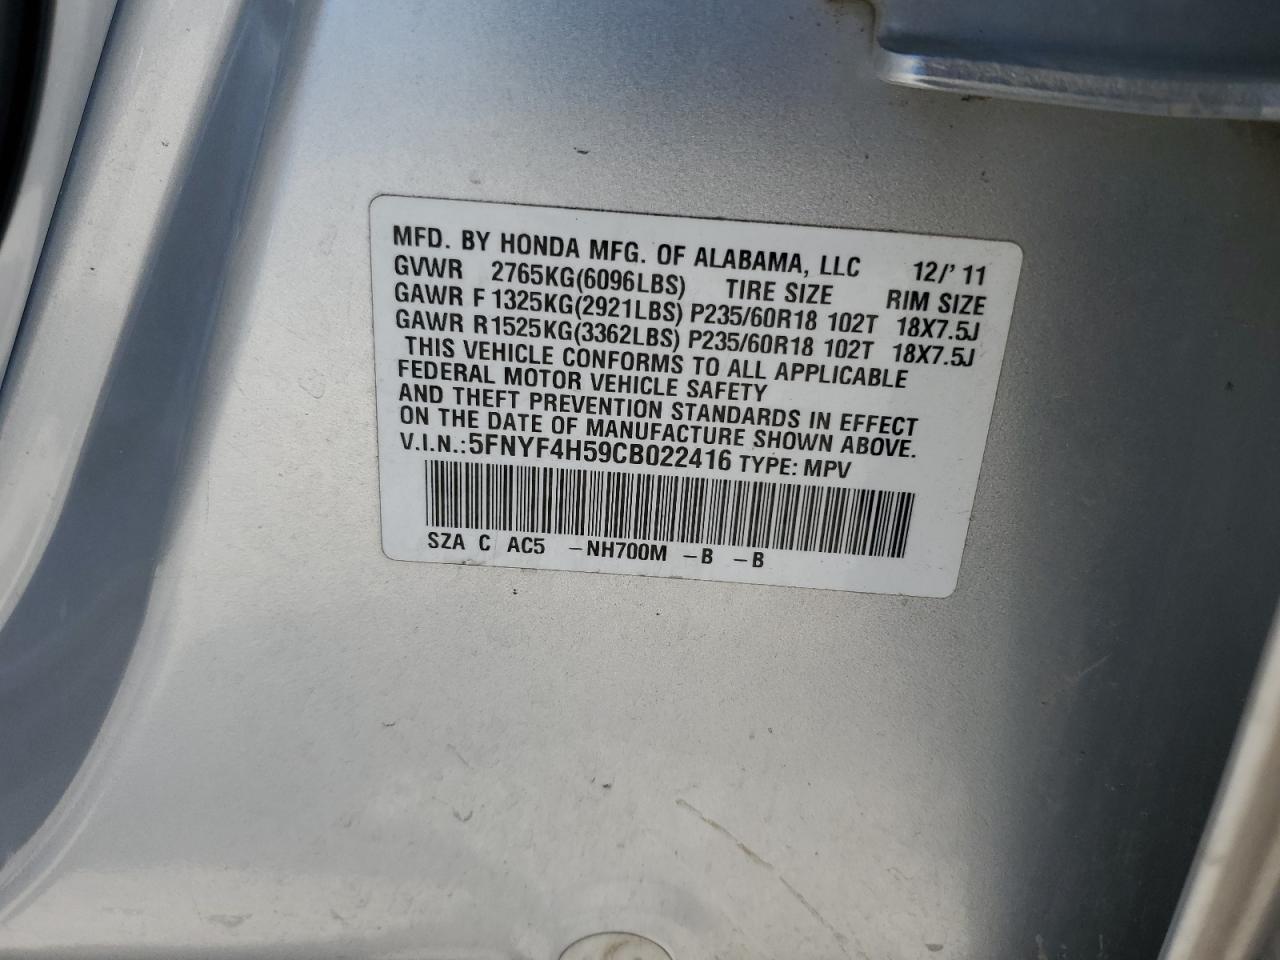 MFD. BY HONDA MFG. OF ALABAMA, LLC 12/'11
GVWR 2765KG(6096LBS) TIRE SIZE RIM SIZE
GAWR F 1325KG(2921LBS) P235/60R18 102T 18X7.5J
GAWR R1525KG(3362LBS) P235/60R18 102T 18X7.5J
THIS VEHICLE CONFORMS TO ALL APPLICABLE
FEDERAL MOTOR VEHICLE SAFETY
AND THEFT PREVENTION STANDARDS IN EFFECT
ON THE DATE OF MANUFACTURE SHOWN ABOVE.
V.I.N.:5FNYF4H59CB022416 TYPE: MPV
SZA C AC5 -NH700M -B -B